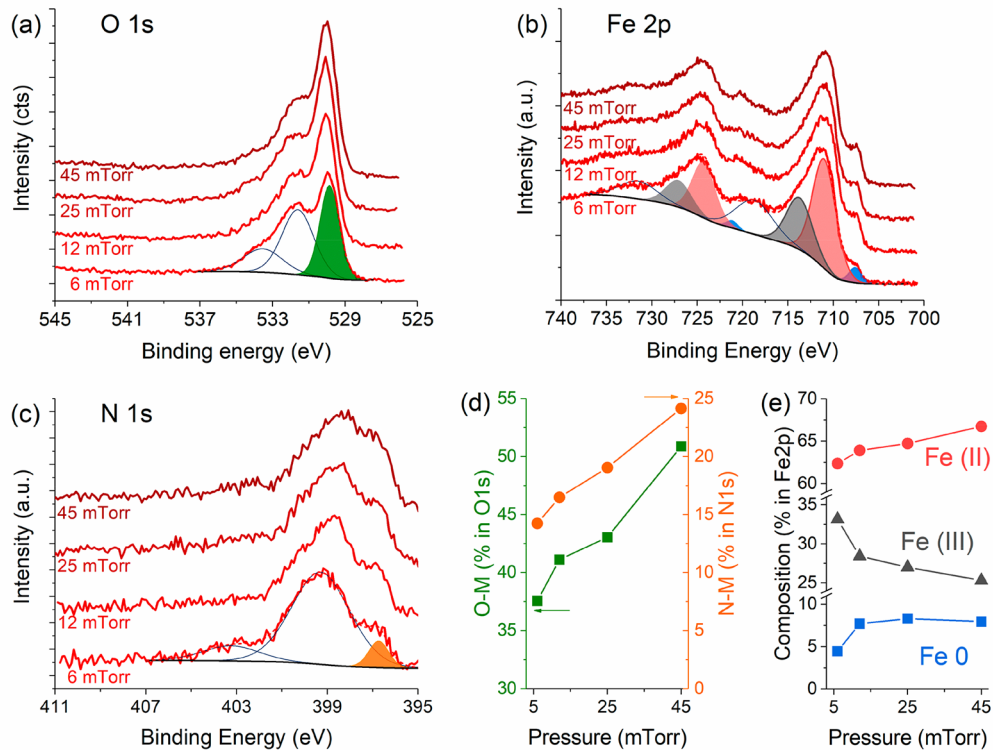 (a) O 1s
Intensity (cts)
45 mTorr
25 mTorr
12 mTorr
6 mTorr
545 541 537 533 529 525
Binding energy (eV)
(b) Fe 2p
Intensity (a.u.)
45 mTorr
25 mTorr
12 mTorr
6 mTorr
740 735 730 725 720 715 710 705 700
Binding Energy (eV)
(c) N 1s
Intensity (a.u.)
45 mTorr
25 mTorr
12 mTorr
6 mTorr
411 407 403 399 395
Binding Energy (eV)
(d)
O-M (% in O1s)
55
50
45
40
35
30
N-M (% in N1s)
25
20
15
10
5
0
5 25 45
Pressure (mTorr)
(e)
Composition (% in Fe2p)
70
65
60
35
30
25
10
5
0
Fe (II)
Fe (III)
Fe 0
5 25 45
Pressure (mTorr)